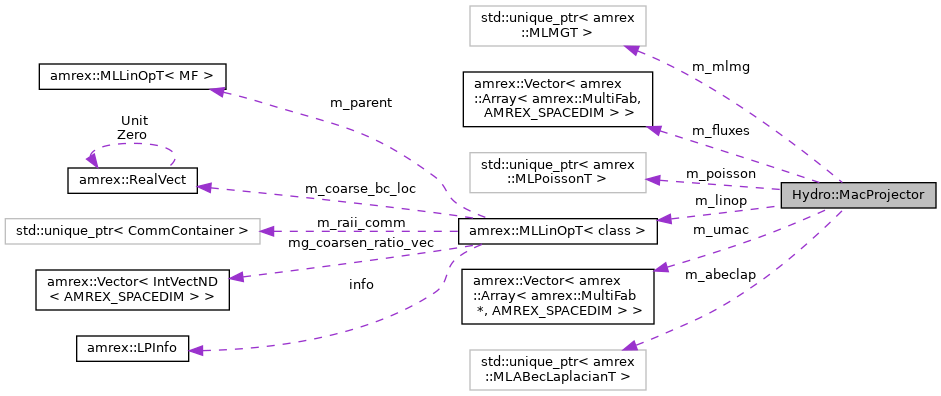 std::unique_ptr< amrex
::MLMGT >
m_mlmg
amrex::MLLinOpT< MF >
m_parent
amrex::Vector< amrex
::Array< amrex::MultiFab,
AMREX_SPACEDIM > >
m_fluxes
Unit
Zero
amrex::RealVect
m_coarse_bc_loc
std::unique_ptr< amrex
::MLPoissonT >
m_poisson
Hydro::MacProjector
m_linop
std::unique_ptr< CommContainer >
m_raii_comm
amrex::MLLinOpT< class >
m_umac
mg_coarsen_ratio_vec
amrex::Vector< IntVectND
< AMREX_SPACEDIM > >
info
amrex::Vector< amrex
::Array< amrex::MultiFab
*, AMREX_SPACEDIM > >
m_abeclap
amrex::LPInfo
std::unique_ptr< amrex
::MLABecLaplacianT >